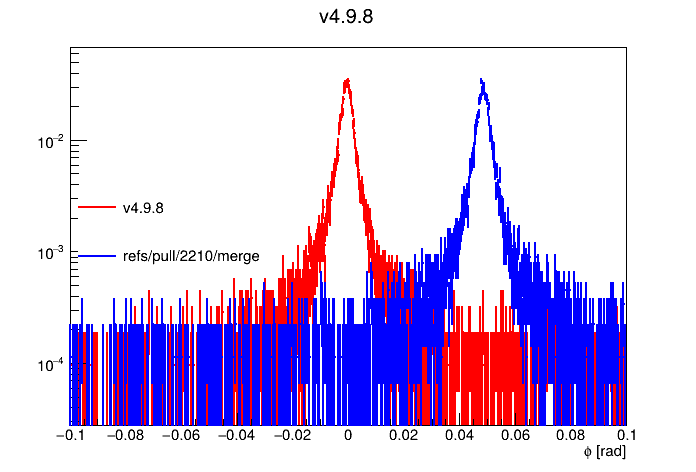 v4.9.8
10⁻²
v4.9.8
10⁻³
refs/pull/2210/merge
10⁻⁴
−0.1 −0.08 −0.06 −0.04 −0.02 0 0.02 0.04 0.06 0.08 0.1
ϕ [rad]